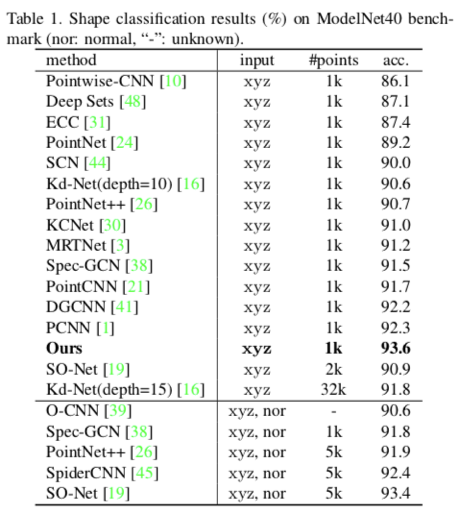 Table 1. Shape classification results (%) on ModelNet40 bench-
mark (nor: normal, “-”: unknown).
method input #points acc.
Pointwise-CNN [10] xyz 1k 86.1
Deep Sets [48] xyz 1k 87.1
ECC [31] xyz 1k 87.4
PointNet [24] xyz 1k 89.2
SCN [44] xyz 1k 90.0
Kd-Net(depth=10) [16] xyz 1k 90.6
PointNet++ [26] xyz 1k 90.7
KCNet [30] xyz 1k 91.0
MRTNet [3] xyz 1k 91.2
Spec-GCN [38] xyz 1k 91.5
PointCNN [21] xyz 1k 91.7
DGCNN [41] xyz 1k 92.2
PCNN [1] xyz 1k 92.3
Ours xyz 1k 93.6
SO-Net [19] xyz 2k 90.9
Kd-Net(depth=15) [16] xyz 32k 91.8
O-CNN [39] xyz, nor - 90.6
Spec-GCN [38] xyz, nor 1k 91.8
PointNet++ [26] xyz, nor 5k 91.9
SpiderCNN [45] xyz, nor 5k 92.4
SO-Net [19] xyz, nor 5k 93.4